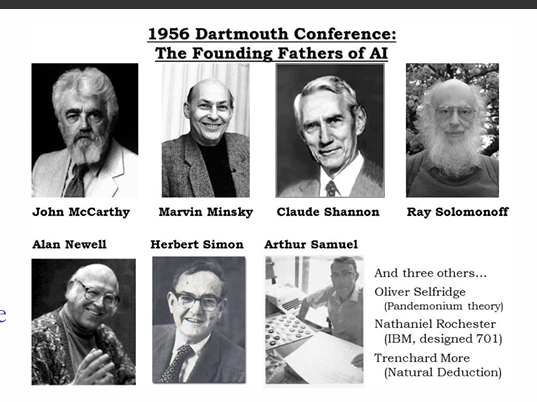 1956 Dartmouth Conference:
The Founding Fathers of AI
John McCarthy
Marvin Minsky
Claude Shannon
Ray Solomonoff
Alan Newell
Herbert Simon
Arthur Samuel
And three others...
Oliver Selfridge
(Pandemonium theory)
Nathaniel Rochester
(IBM, designed 701)
Trenchard More
(Natural Deduction)
e